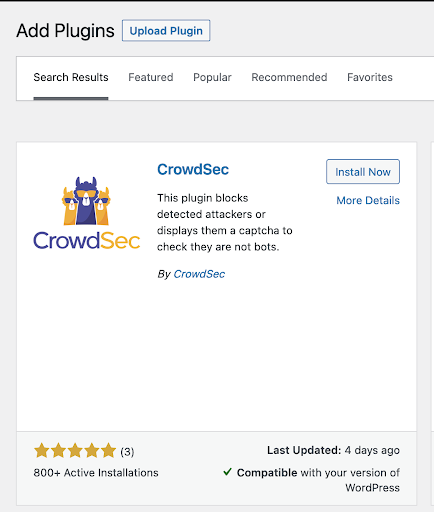 Add Plugins Upload Plugin
Search Results Featured Popular Recommended Favorites
CrowdSec
CrowdSec
Install Now
More Details
This plugin blocks
detected attackers or
displays them a captcha to
check they are not bots.
By CrowdSec
(3)
800+ Active Installations
Last Updated: 4 days ago
Compatible with your version of
WordPress